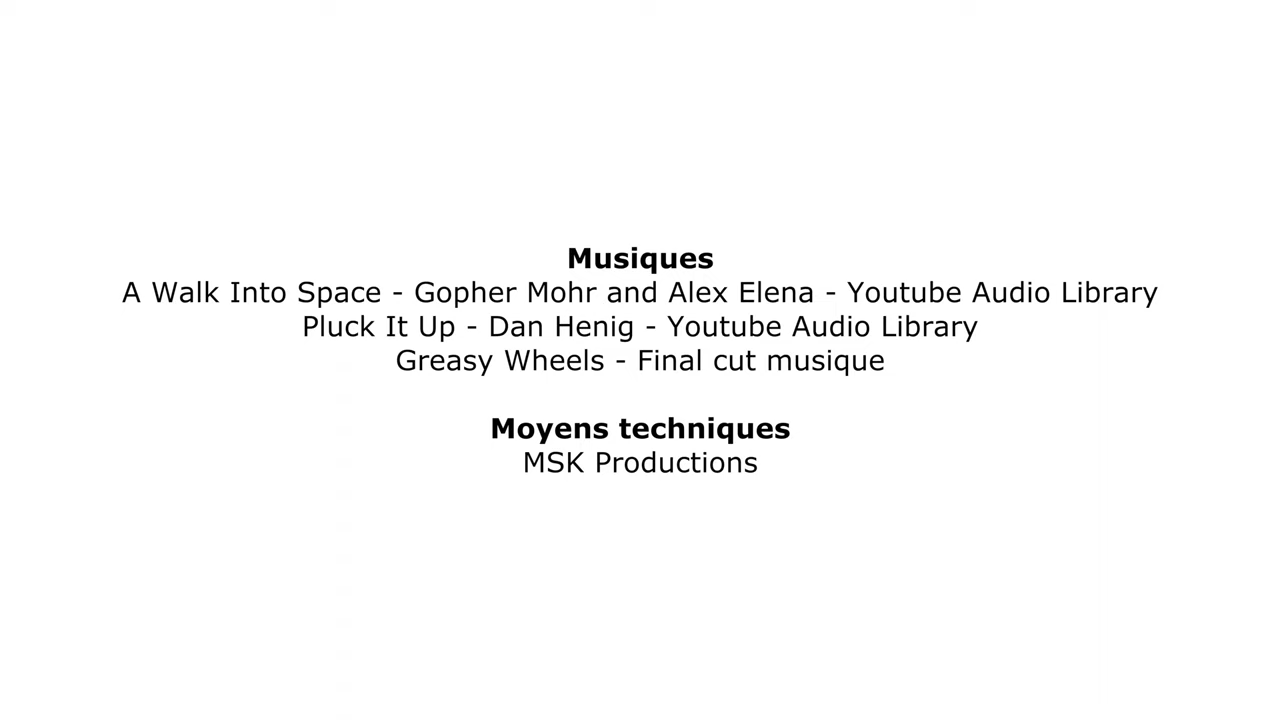 Musiques
A Walk Into Space - Gopher Mohr and Alex Elena - Youtube Audio Library
Pluck It Up - Dan Henig - Youtube Audio Library
Greasy Wheels - Final cut musique
Moyens techniques
MSK Productions